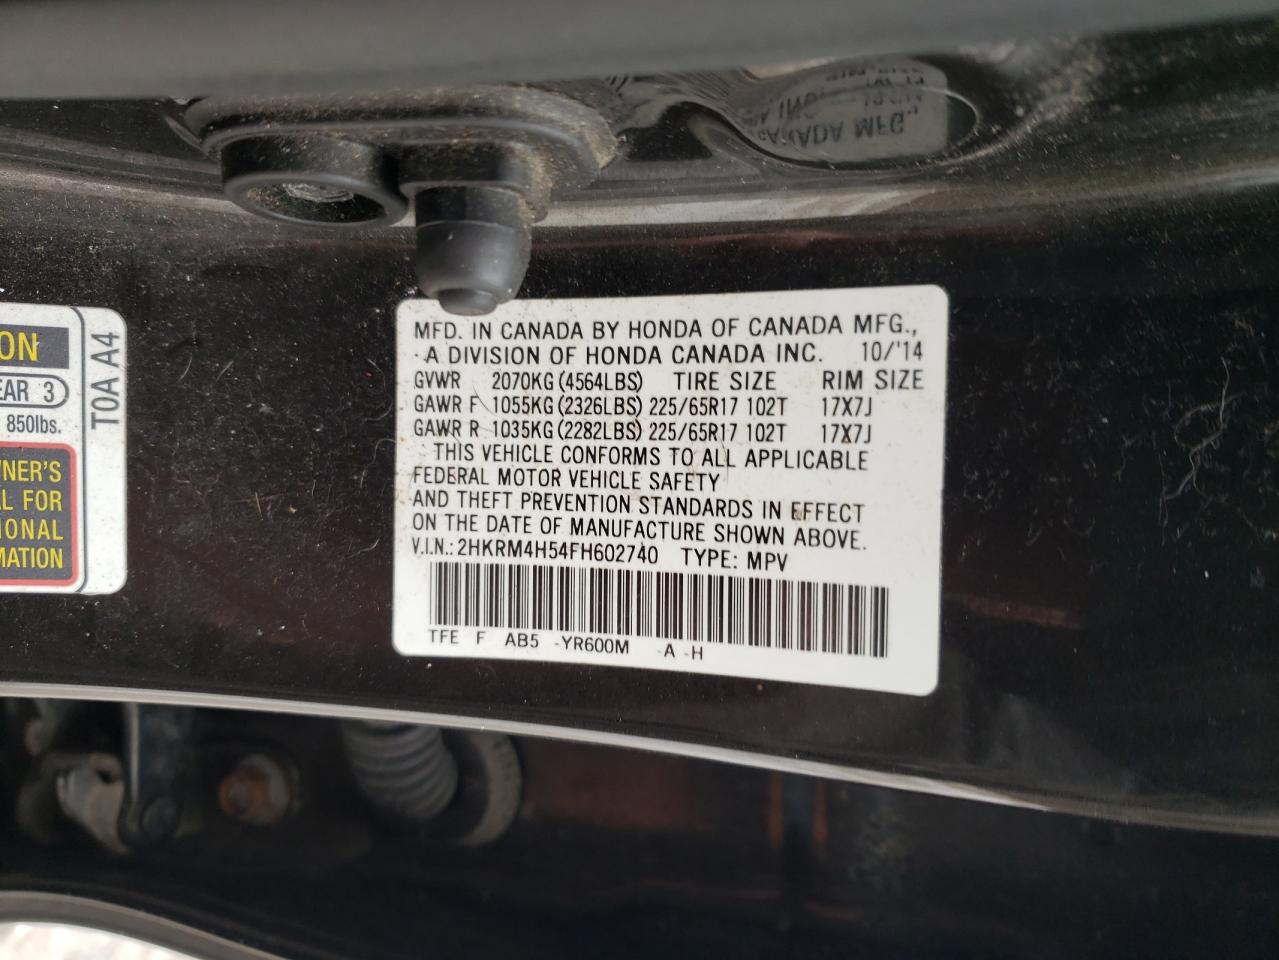 MFD. IN CANADA BY HONDA OF CANADA MFG.,
A DIVISION OF HONDA CANADA INC. 10/'14
GVWR 2070KG (4564LBS) TIRE SIZE RIM SIZE
GAWR F 1055KG (2326LBS) 225/65R17 102T 17X7J
GAWR R 1035KG (2282LBS) 225/65R17 102T 17X7J
THIS VEHICLE CONFORMS TO ALL APPLICABLE
FEDERAL MOTOR VEHICLE SAFETY
AND THEFT PREVENTION STANDARDS IN EFFECT
ON THE DATE OF MANUFACTURE SHOWN ABOVE.
V.I.N.: 2HKRM4H54FH602740 TYPE: MPV
TFE F AB5 -YR600M -A -H
ON
EAR 3
850lbs.
T0A A4
WNER'S
L FOR
IONAL
MATION
CANADA MFG.,